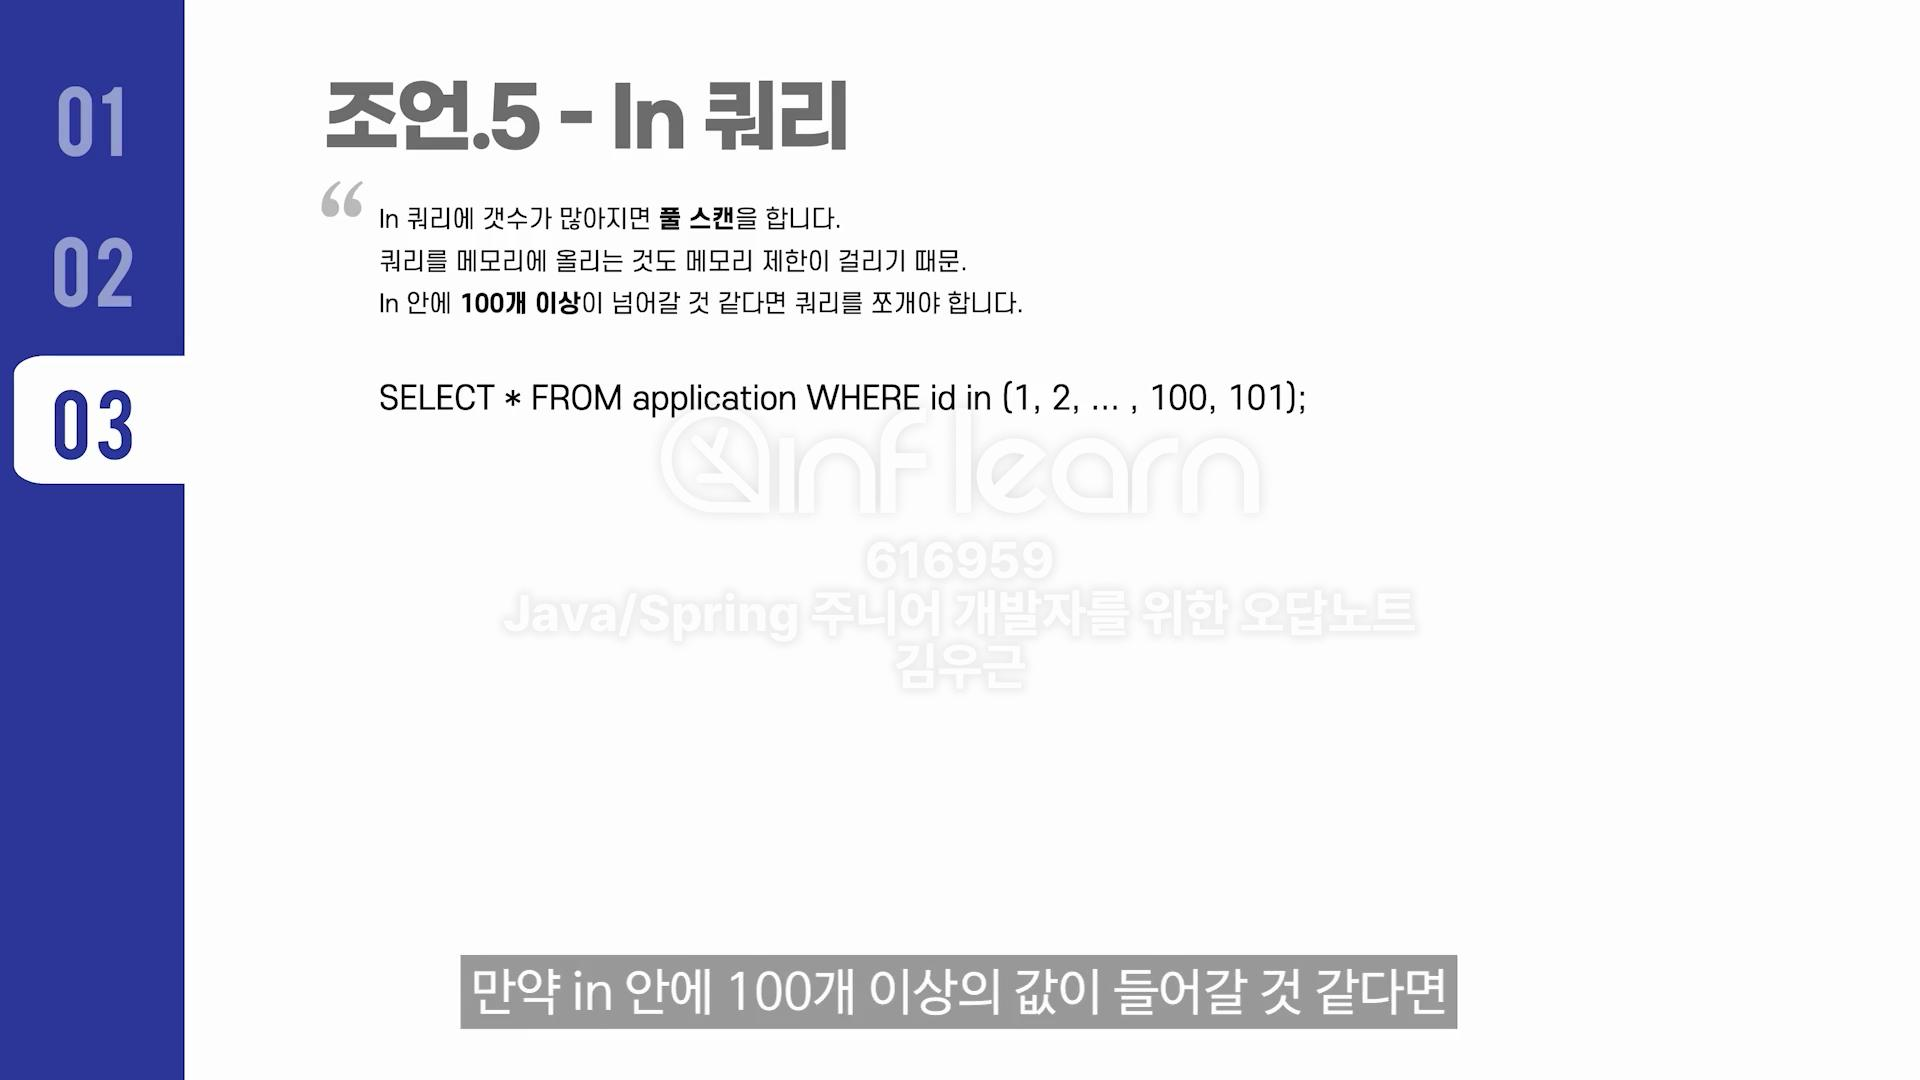 01
02
03
조언.5 - In 쿼리
“
In 쿼리에 갯수가 많아지면 풀 스캔을 합니다.
쿼리를 메모리에 올리는 것도 메모리 제한이 걸리기 때문.
In 안에 100개 이상이 넘어갈 것 같다면 쿼리를 쪼개야 합니다.
SELECT * FROM application WHERE id in (1, 2, ... , 100, 101);
inflearn
616959
Java/Spring 주니어 개발자를 위한 오답노트
김우근
만약 in 안에 100개 이상의 값이 들어갈 것 같다면